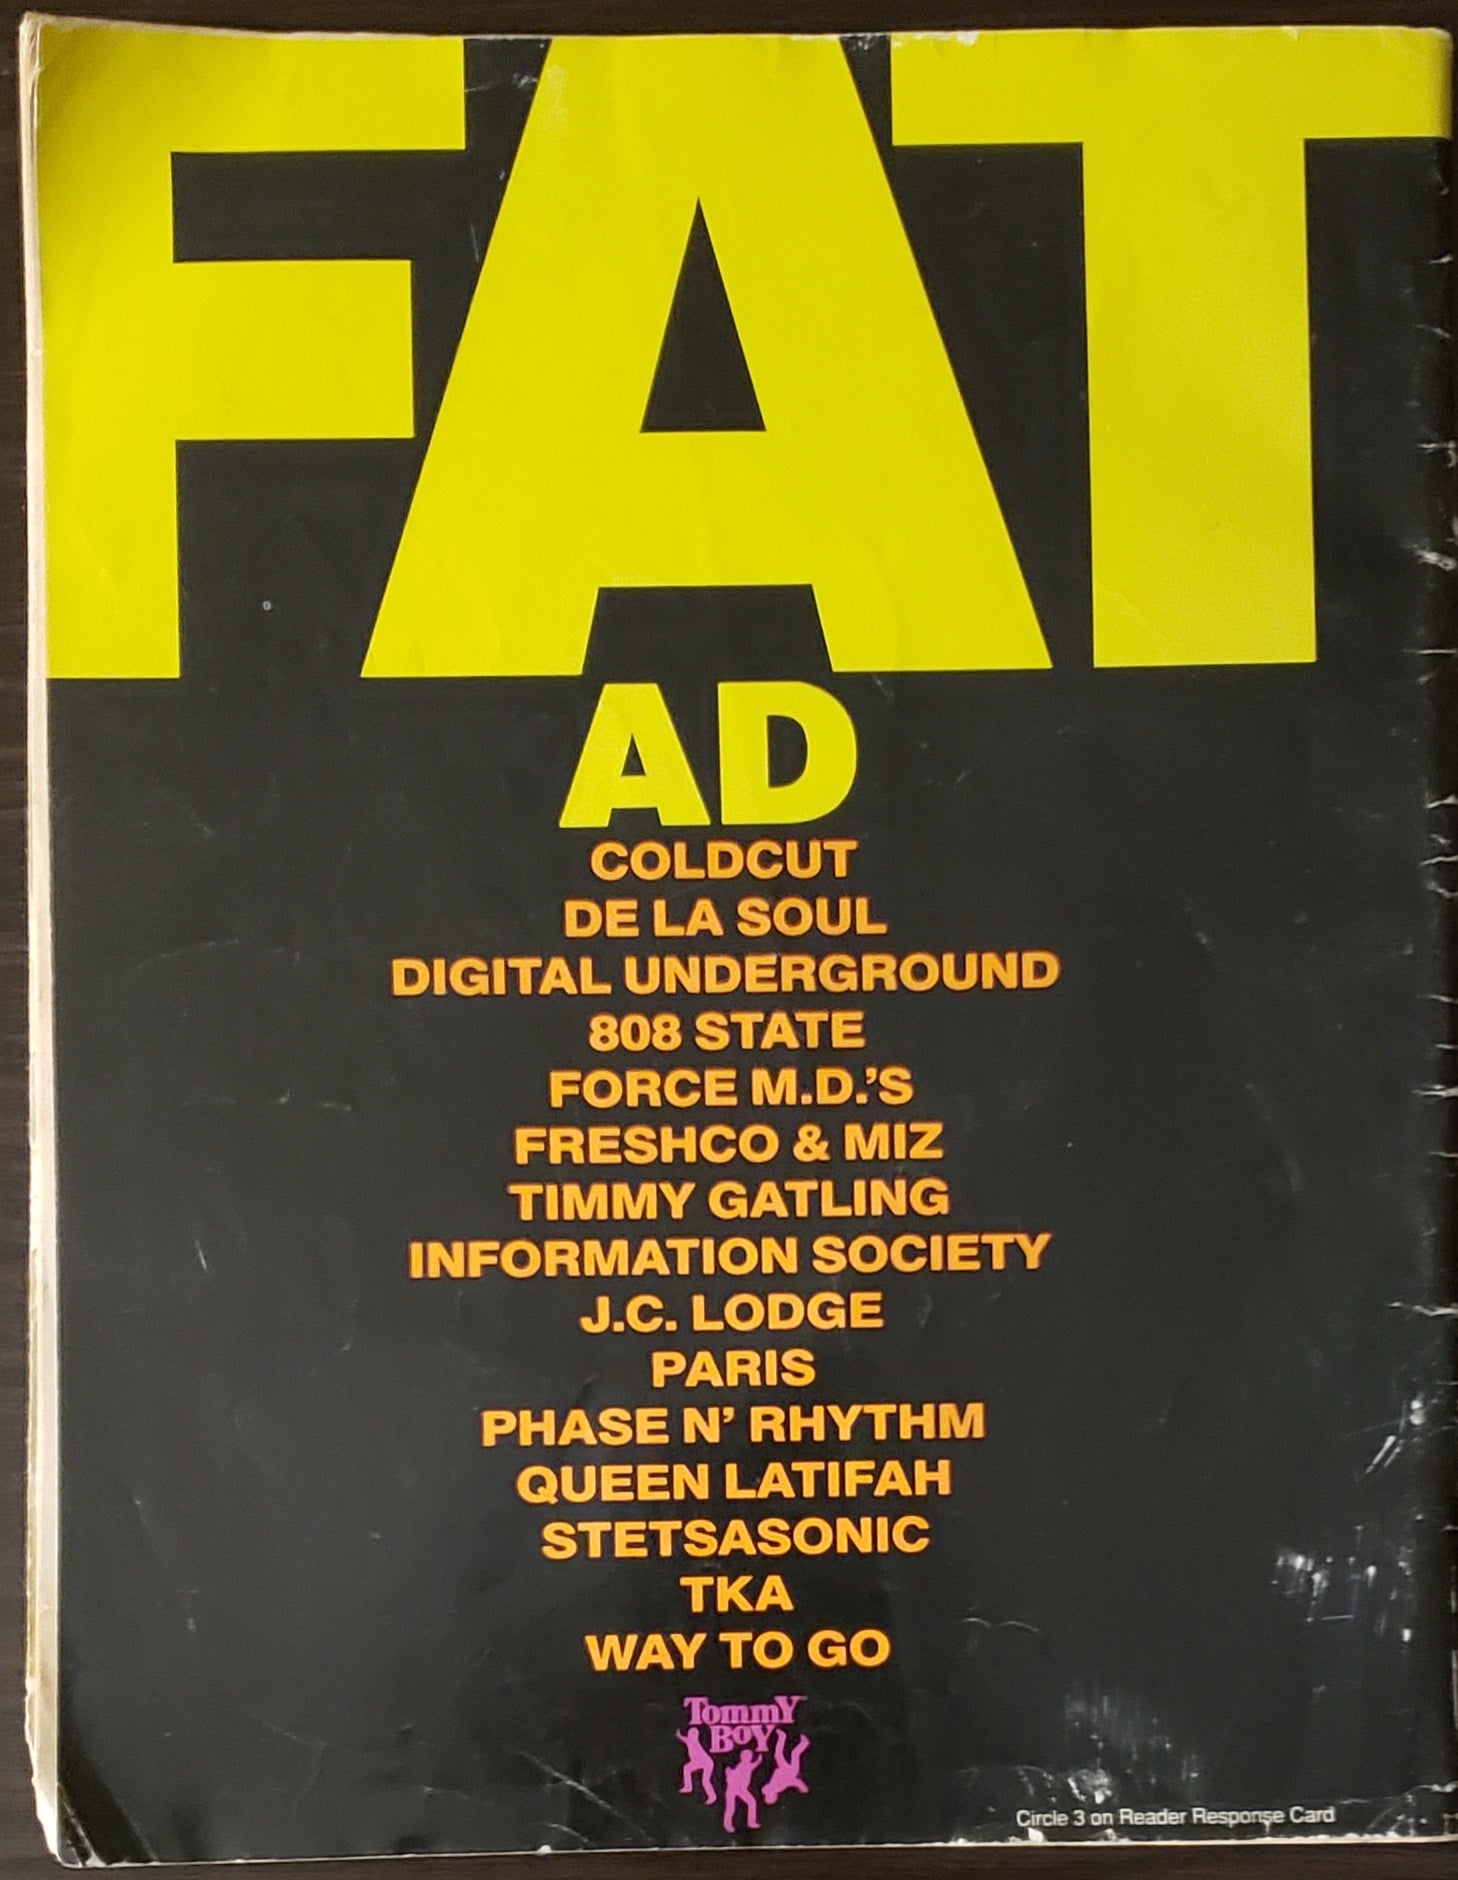 FAT
AD
COLDCUT
DE LA SOUL
DIGITAL UNDERGROUND
808 STATE
FORCE M.D.'S
FRESHCO & MIZ
TIMMY GATLING
INFORMATION SOCIETY
J.C. LODGE
PARIS
PHASE N' RHYTHM
QUEEN LATIFAH
STETSASONIC
TKA
WAY TO GO
TommY
BOY
Circle 3 on Reader Response Card